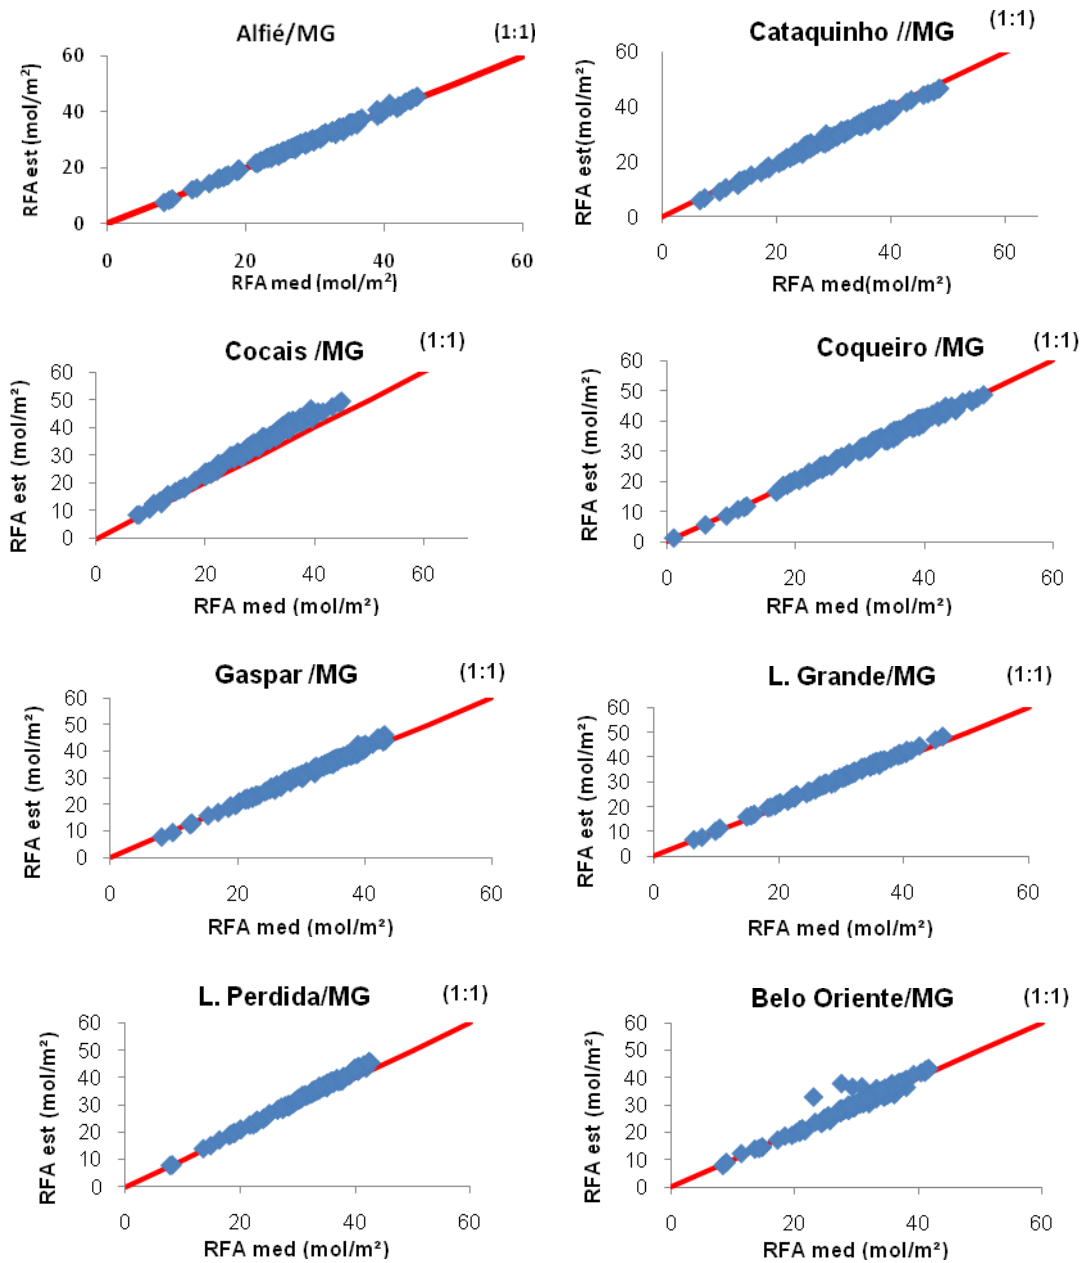 Alfié/MG
(1:1)
RFA est (mol/m²)
60
40
20
0
0 20 40 60
RFA med (mol/m²)
Cataquinho //MG
(1:1)
RFA est(mol/m²)
60
40
20
0
0 20 40 60
RFA med(mol/m²)
Cocais /MG
(1:1)
RFA est (mol/m²)
60
50
40
30
20
10
0
0 20 40 60
RFA med (mol/m²)
Coqueiro /MG
(1:1)
RFA est (mol/m²)
60
50
40
30
20
10
0
0 20 40 60
RFA med (mol/m²)
Gaspar /MG
(1:1)
RFA est (mol/m²)
60
50
40
30
20
10
0
0 20 40 60
RFA med (mol/m²)
L. Grande/MG
(1:1)
RFA est (mol/m²)
60
50
40
30
20
10
0
0 20 40 60
RFA med (mol/m²)
L. Perdida/MG
(1:1)
RFA est (mol/m²)
60
50
40
30
20
10
0
0 20 40 60
RFA med (mol/m²)
Belo Oriente/MG
(1:1)
RFA est (mol/m²)
60
50
40
30
20
10
0
0 20 40 60
RFA med (mol/m²)